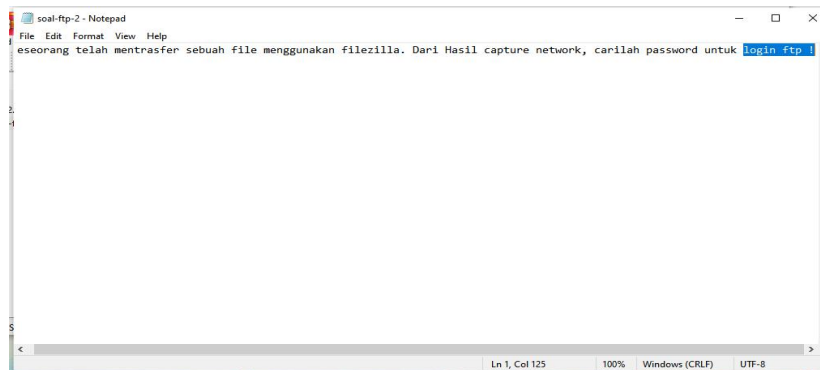 soal-ftp-2 - Notepad
File Edit Format View Help
eseorang telah mentrasfer sebuah file menggunakan filezilla. Dari Hasil capture network, carilah password untuk login ftp !
Ln 1, Col 125 100% Windows (CRLF) UTF-8